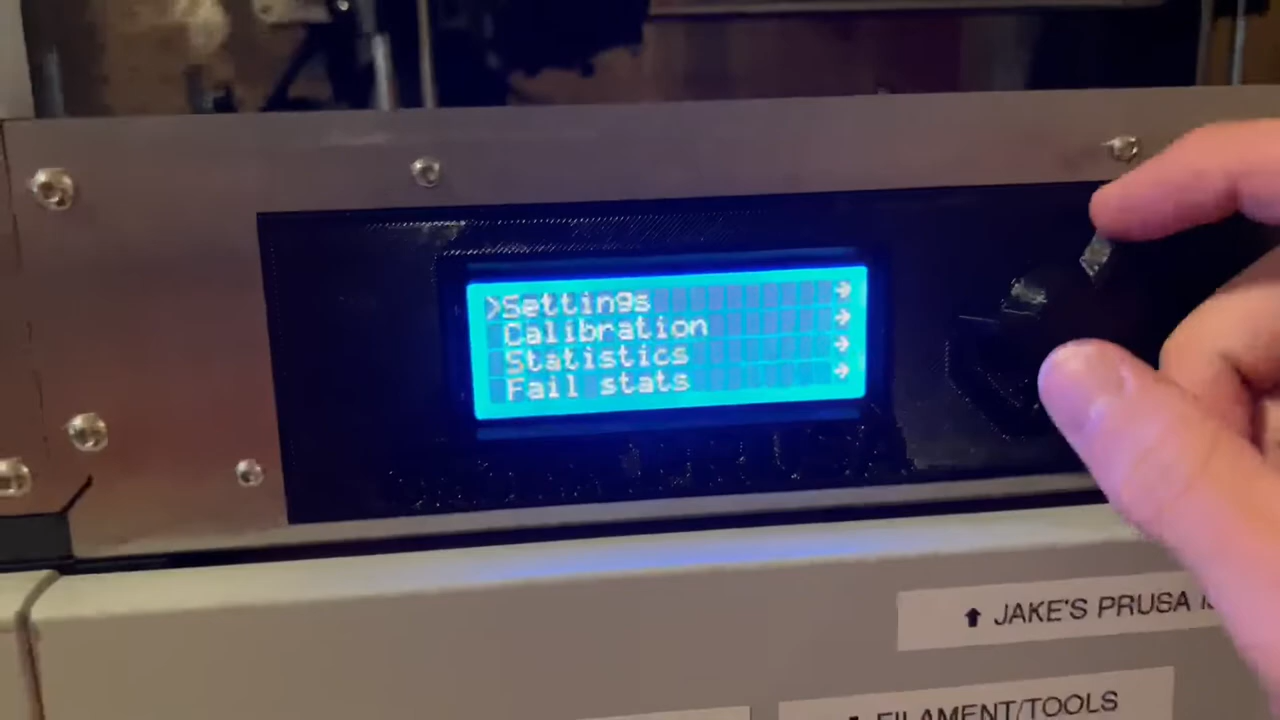 >Settings →
Calibration →
Statistics →
Fail stats →
↑ JAKE'S PRUSA
FILAMENT/TOOLS